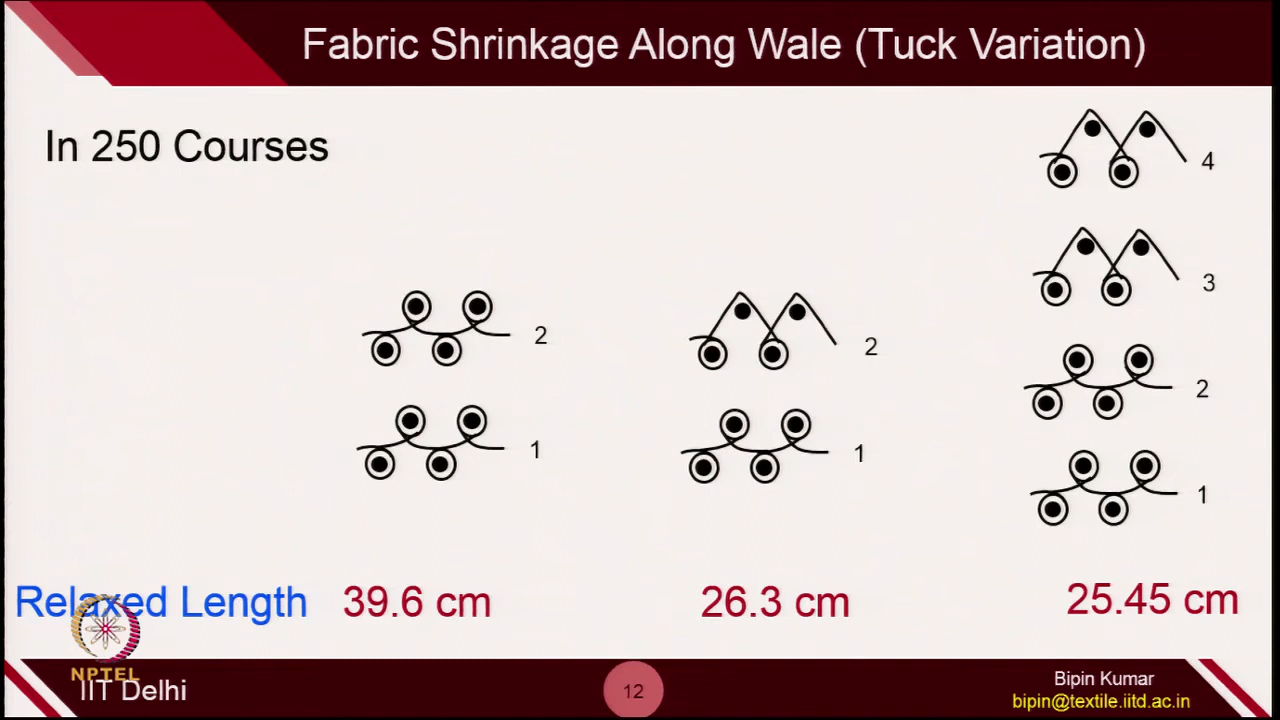 Fabric Shrinkage Along Wale (Tuck Variation)
In 250 Courses
4
3
2
2
2
1
1
1
Relaxed Length 39.6 cm 26.3 cm 25.45 cm
NPTEL
IIT Delhi
12
Bipin Kumar
bipin@textile.iitd.ac.in